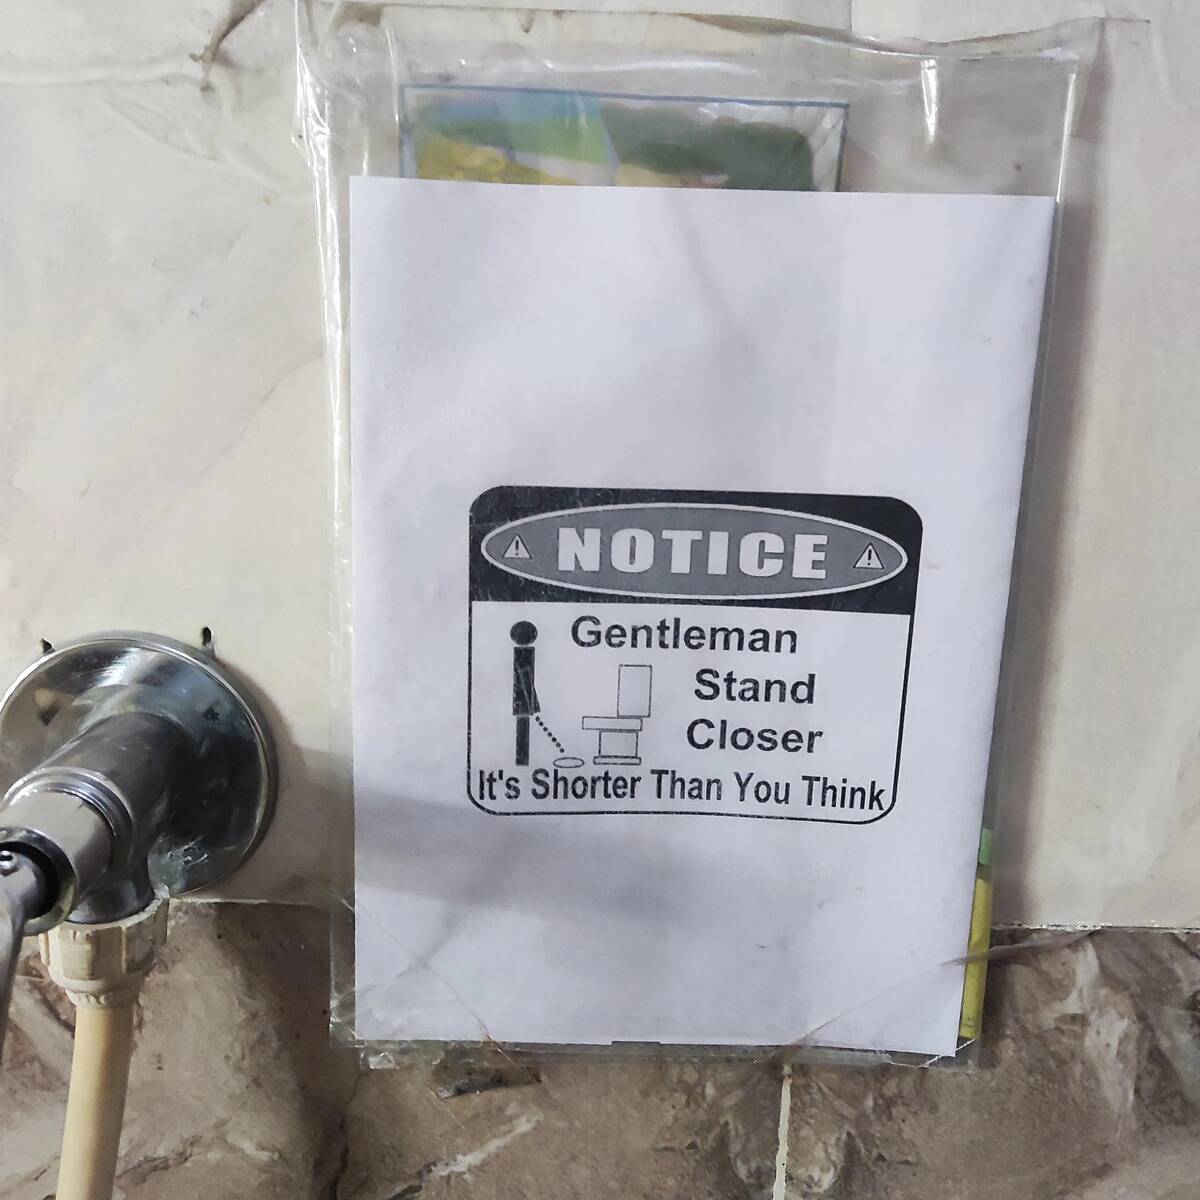 NOTICE
Gentleman
Stand
Closer
It's Shorter Than You Think